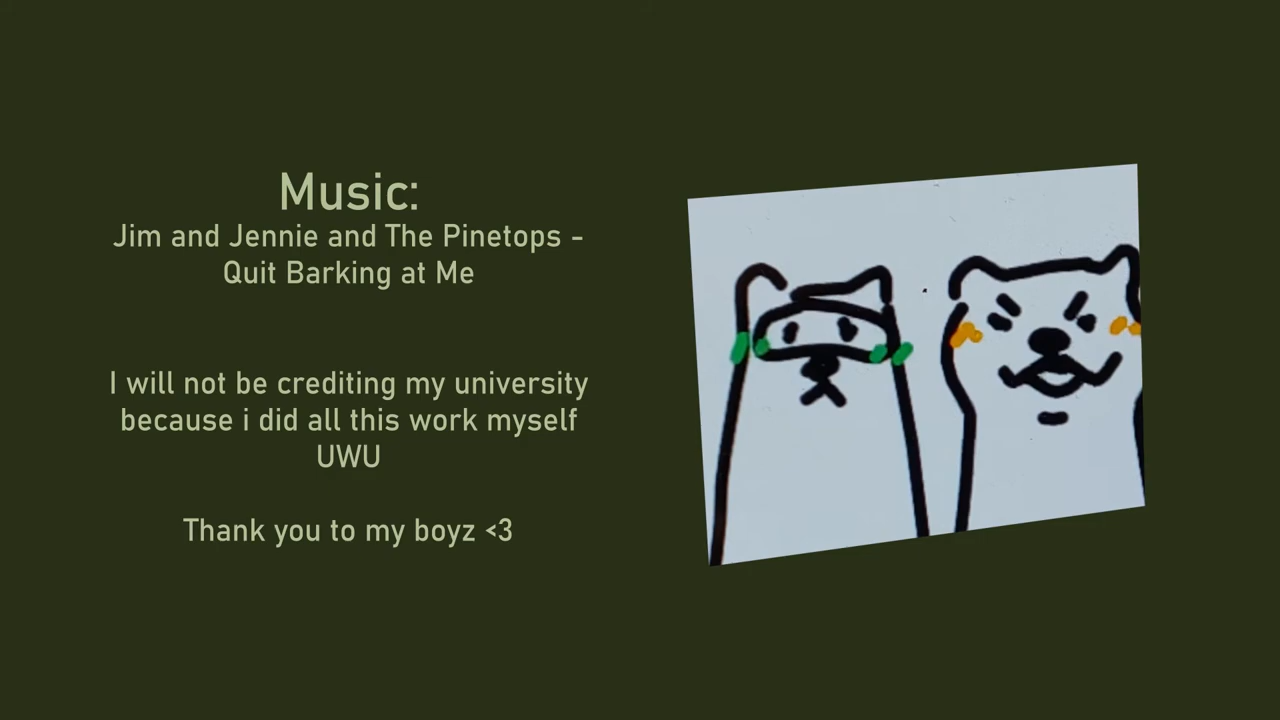 Music:
Jim and Jennie and The Pinetops -
Quit Barking at Me
I will not be crediting my university
because i did all this work myself
UWU
Thank you to my boyz <3